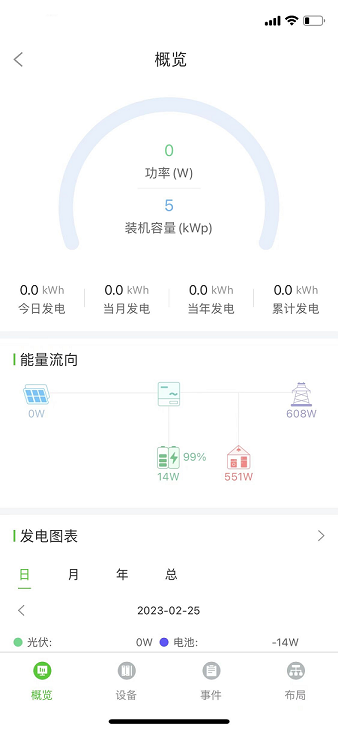 概览
0
功率(W)
5
装机容量(kWp)
0.0 kWh 0.0 kWh 0.0 kWh 0.0 kWh
今日发电 当月发电 当年发电 累计发电
能量流向
0W 608W
99%
14W 551W
发电图表
日 月 年 总
2023-02-25
光伏: 0W 电池: -14W
概览 设备 事件 布局